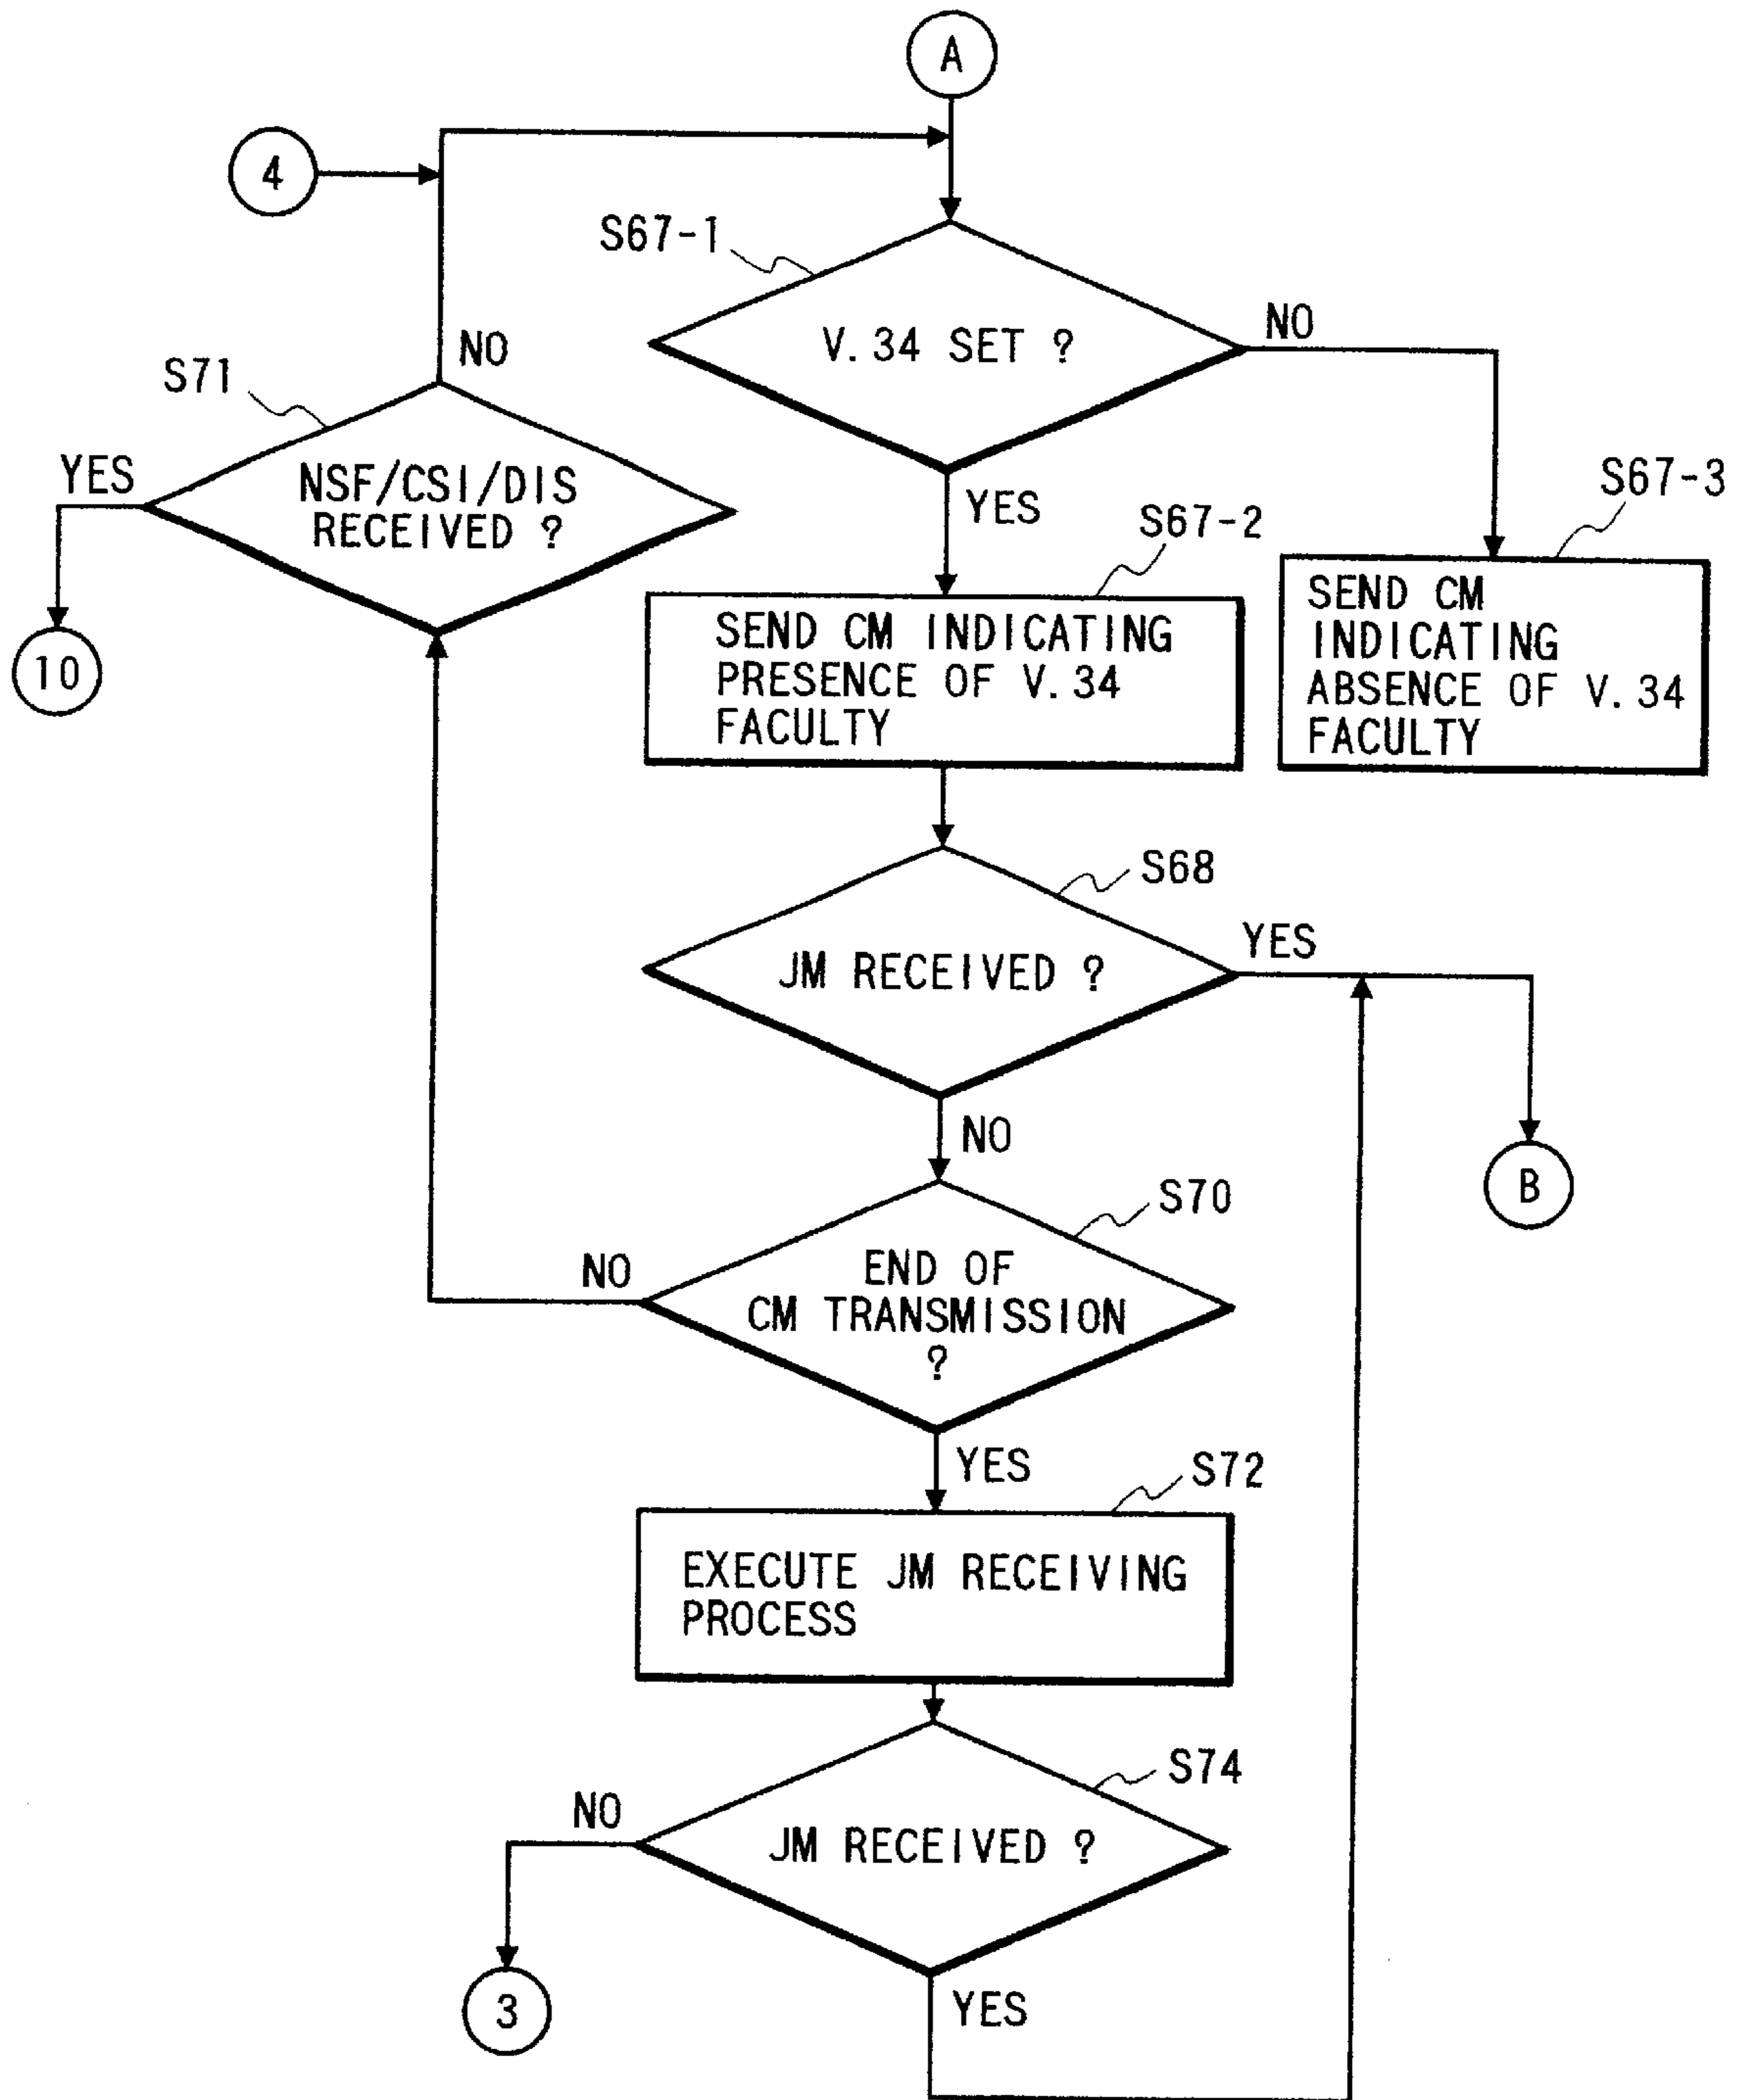 A
4
S67-1
V.34 SET ?
NO
NO
S71
YES
NSF/CSI/DIS
RECEIVED ?
10
YES
S67-2
SEND CM INDICATING
PRESENCE OF V.34
FACULTY
S67-3
SEND CM
INDICATING
ABSENCE OF V.34
FACULTY
S68
JM RECEIVED ?
YES
NO
B
S70
END OF
CM TRANSMISSION
?
NO
YES
S72
EXECUTE JM RECEIVING
PROCESS
S74
JM RECEIVED ?
NO
3
YES